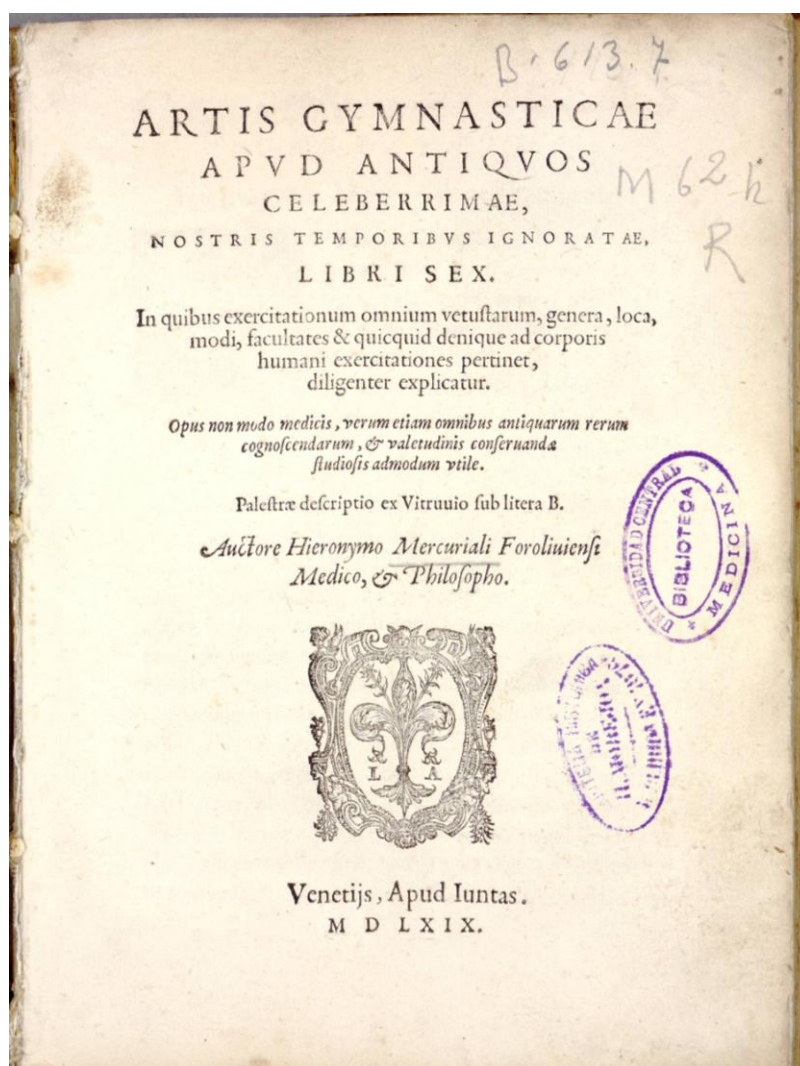 B. 613.7
ARTIS GYMNASTICAE
APVD ANTIQVOS
CELEBERRIMAE,
NOSTRIS TEMPORIBVS IGNORATAE,
LIBRI SEX.
M 62 h
R
In quibus exercitationum omnium vetuſtarum, genera, loca,
modi, facultates & quicquid denique ad corporis
humani exercitationes pertinet,
diligenter explicatur.
Opus non modo medicis, verum etiam omnibus antiquarum rerum
cognoſcendarum, & valetudinis conſeruandæ
ſtudioſis admodum vtile.
Paleſtræ deſcriptio ex Vitruuio ſub litera B.
Auctore Hieronymo Mercuriali Foroliuienſi
Medico, & Philoſopho.
UNIVERSIDAD CENTRAL
BIBLIOTECA
MEDICINA
DE
H. MOREJON
L A
Venetijs, Apud Iuntas.
M D LXIX.